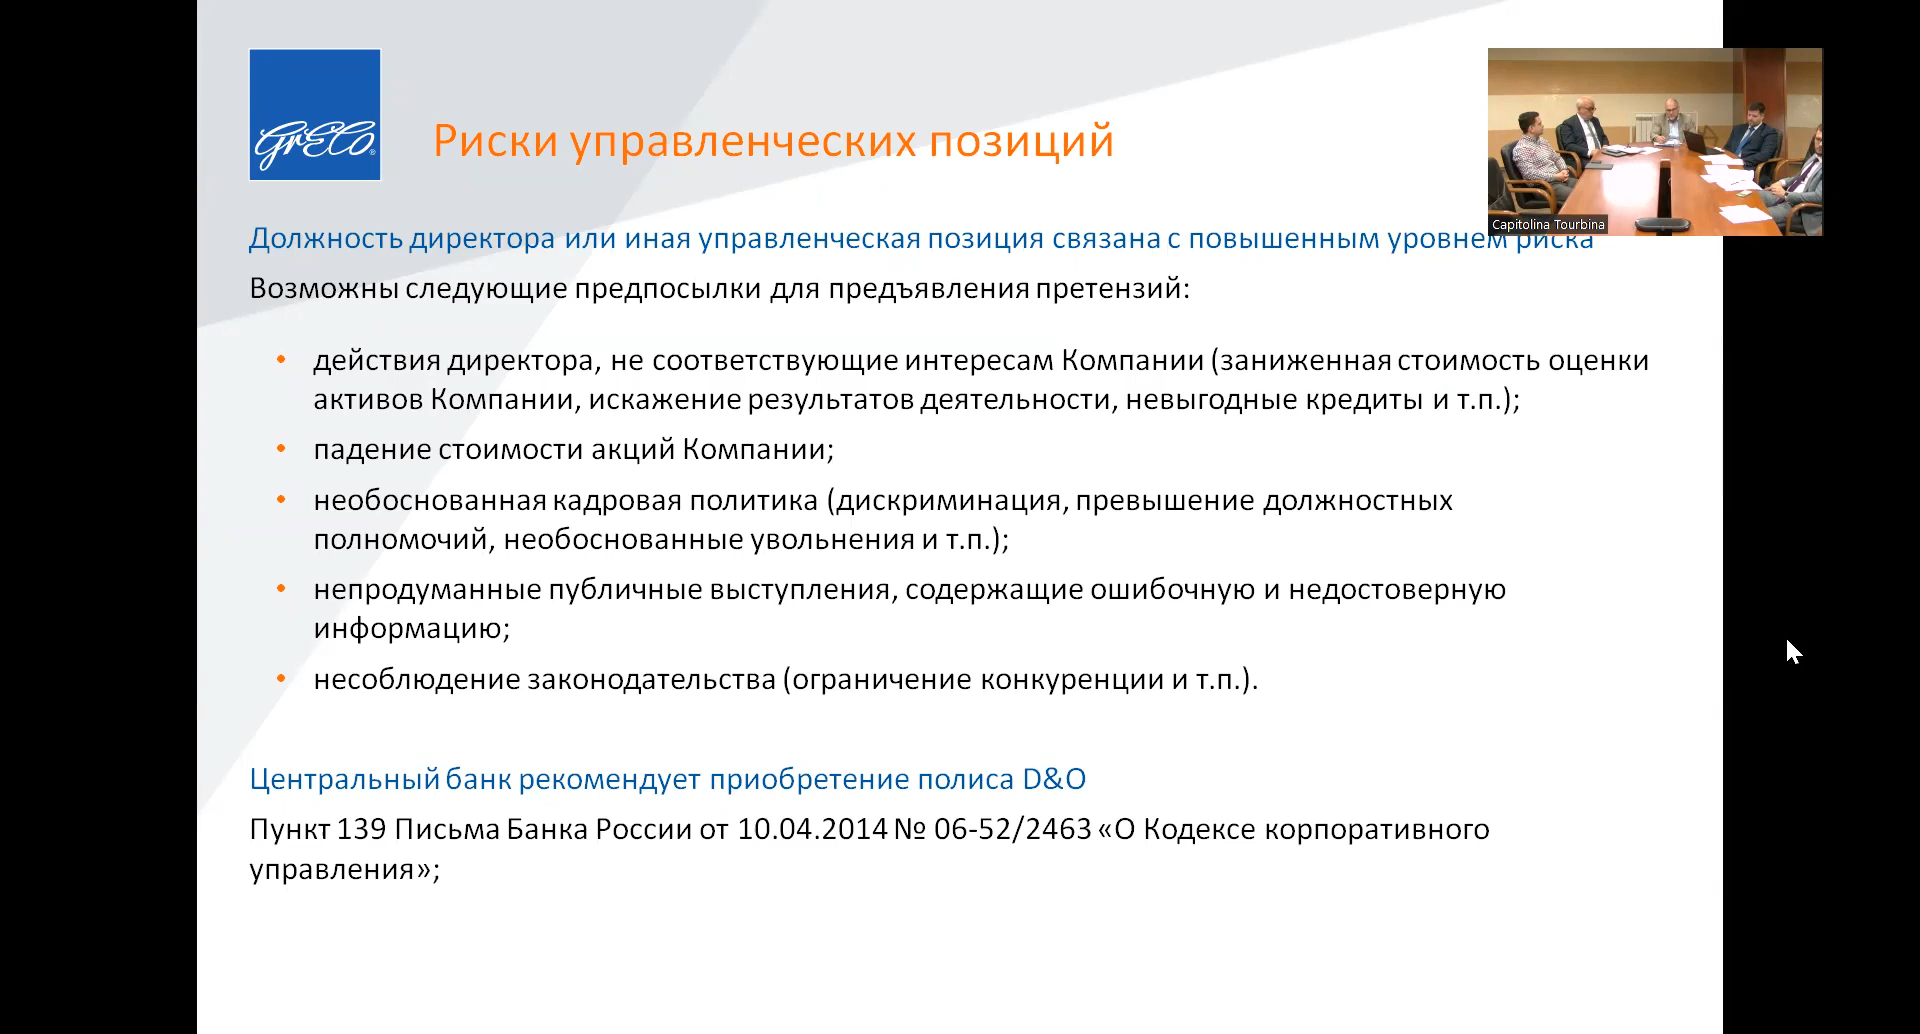 GrECo®
Риски управленческих позиций
Capitolina Tourbina
Должность директора или иная управленческая позиция связана с повышенным уровнем риска
Возможны следующие предпосылки для предъявления претензий:
• действия директора, не соответствующие интересам Компании (заниженная стоимость оценки
активов Компании, искажение результатов деятельности, невыгодные кредиты и т.п.);
• падение стоимости акций Компании;
• необоснованная кадровая политика (дискриминация, превышение должностных
полномочий, необоснованные увольнения и т.п.);
• непродуманные публичные выступления, содержащие ошибочную и недостоверную
информацию;
• несоблюдение законодательства (ограничение конкуренции и т.п.).
Центральный банк рекомендует приобретение полиса D&O
Пункт 139 Письма Банка России от 10.04.2014 № 06-52/2463 «О Кодексе корпоративного
управления»;